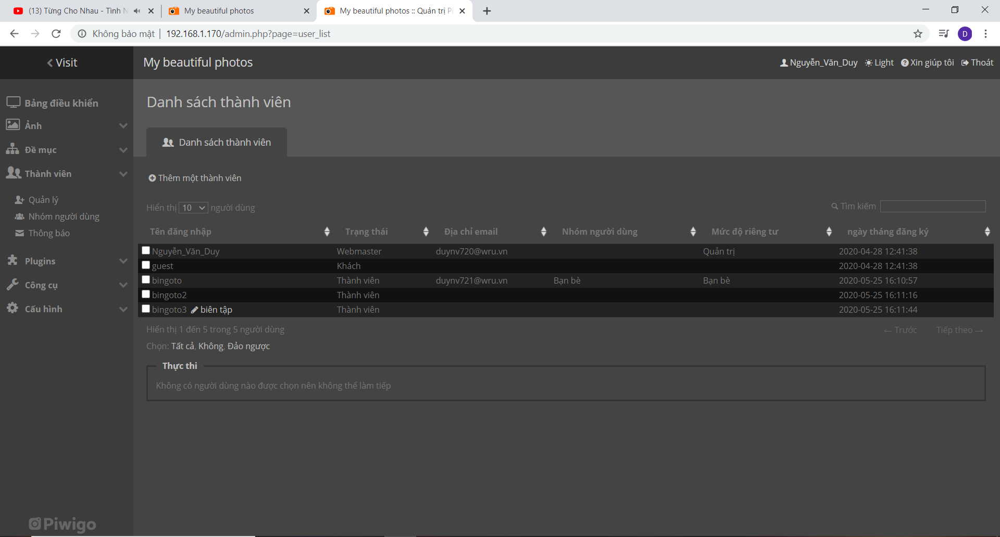 (13) Từng Cho Nhau - Tình
My beautiful photos
My beautiful photos :: Quản trị
Không bảo mật | 192.168.1.170/admin.php?page=user_list
D
Visit
My beautiful photos
Nguyễn_Văn_Duy Light Xin giúp tôi Thoát
Bảng điều khiển
Ảnh
Đề mục
Thành viên
Quản lý
Nhóm người dùng
Thông báo
Plugins
Công cụ
Cấu hình
Piwigo
Danh sách thành viên
Danh sách thành viên
Thêm một thành viên
Hiển thị 10 người dùng
Tìm kiếm
Tên đăng nhập Trạng thái Địa chỉ email Nhóm người dùng Mức độ riêng tư ngày tháng đăng ký
Nguyễn_Văn_Duy Webmaster duynv720@wru.vn Quản trị 2020-04-28 12:41:38
guest Khách 2020-04-28 12:41:38
bingoto Thành viên duynv721@wru.vn Bạn bè Bạn bè 2020-05-25 16:10:57
bingoto2 Thành viên 2020-05-25 16:11:16
bingoto3 biên tập Thành viên 2020-05-25 16:11:44
Hiển thị 1 đến 5 trong 5 người dùng
← Trước Tiếp theo →
Chọn: Tất cả, Không, Đảo ngược
Thực thi
Không có người dùng nào được chọn nên không thể làm tiếp